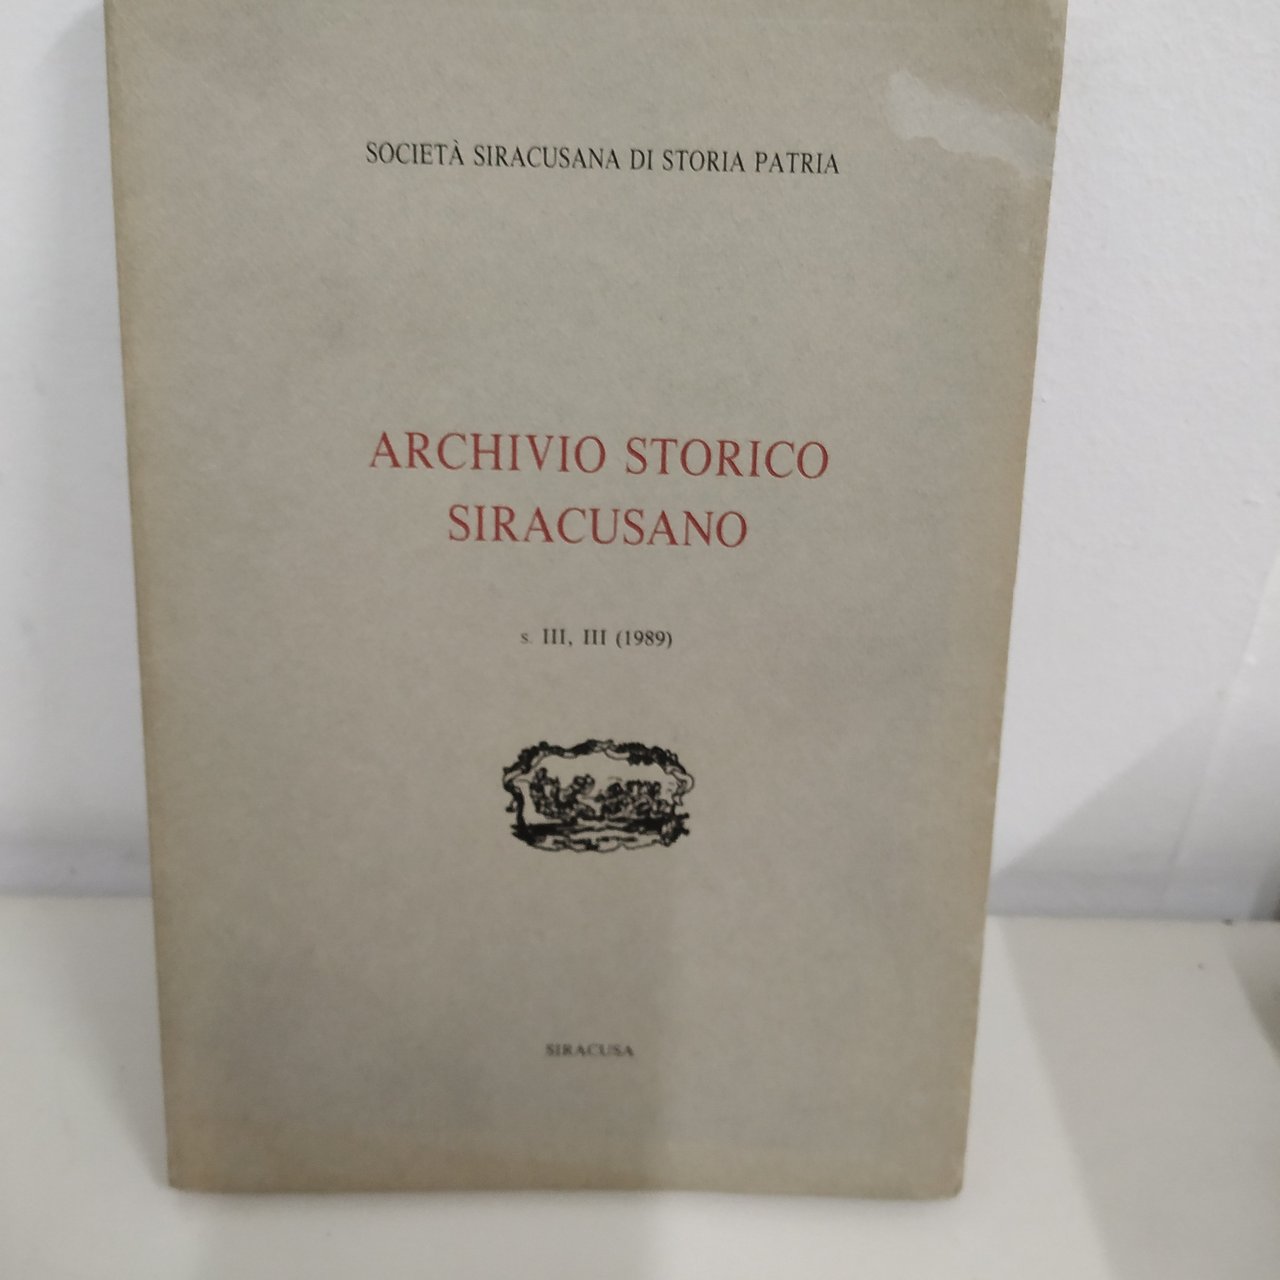 SOCIETÀ SIRACUSANA DI STORIA PATRIA
ARCHIVIO STORICO
SIRACUSANO
s. III, III (1989)
SIRACUSA